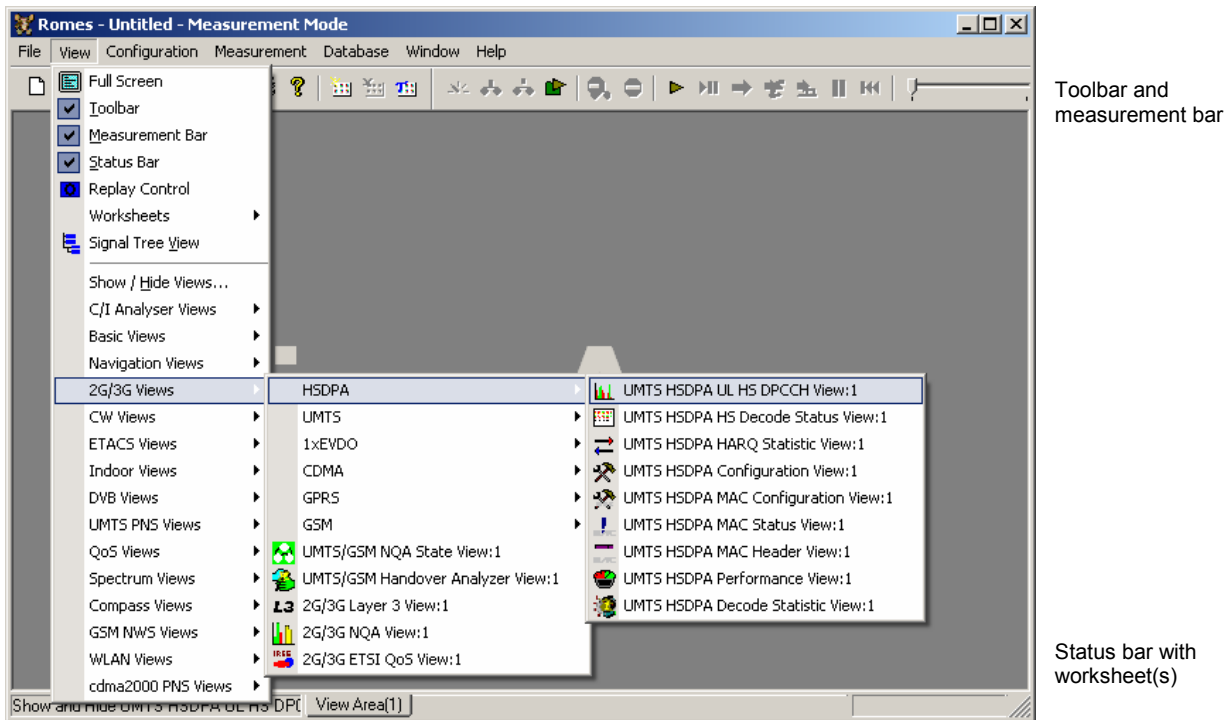 Romes - Untitled - Measurement Mode
File View Configuration Measurement Database Window Help
Full Screen
Toolbar
Measurement Bar
Status Bar
Replay Control
Worksheets
Signal Tree View
Show / Hide Views...
C/I Analyser Views
Basic Views
Navigation Views
2G/3G Views
CW Views
ETACS Views
Indoor Views
DVB Views
UMTS PNS Views
QoS Views
Spectrum Views
Compass Views
GSM NWS Views
WLAN Views
cdma2000 PNS Views
HSDPA
UMTS
1xEVDO
CDMA
GPRS
GSM
UMTS/GSM NQA State View:1
UMTS/GSM Handover Analyzer View:1
L3 2G/3G Layer 3 View:1
2G/3G NQA View:1
2G/3G ETSI QoS View:1
UMTS HSDPA UL HS DPCCH View:1
UMTS HSDPA HS Decode Status View:1
UMTS HSDPA HARQ Statistic View:1
UMTS HSDPA Configuration View:1
UMTS HSDPA MAC Configuration View:1
UMTS HSDPA MAC Status View:1
UMTS HSDPA MAC Header View:1
UMTS HSDPA Performance View:1
UMTS HSDPA Decode Statistic View:1
Show and Hide UMTS HSDPA UL HS DPC View Area(1)
Toolbar and
measurement bar
Status bar with
worksheet(s)